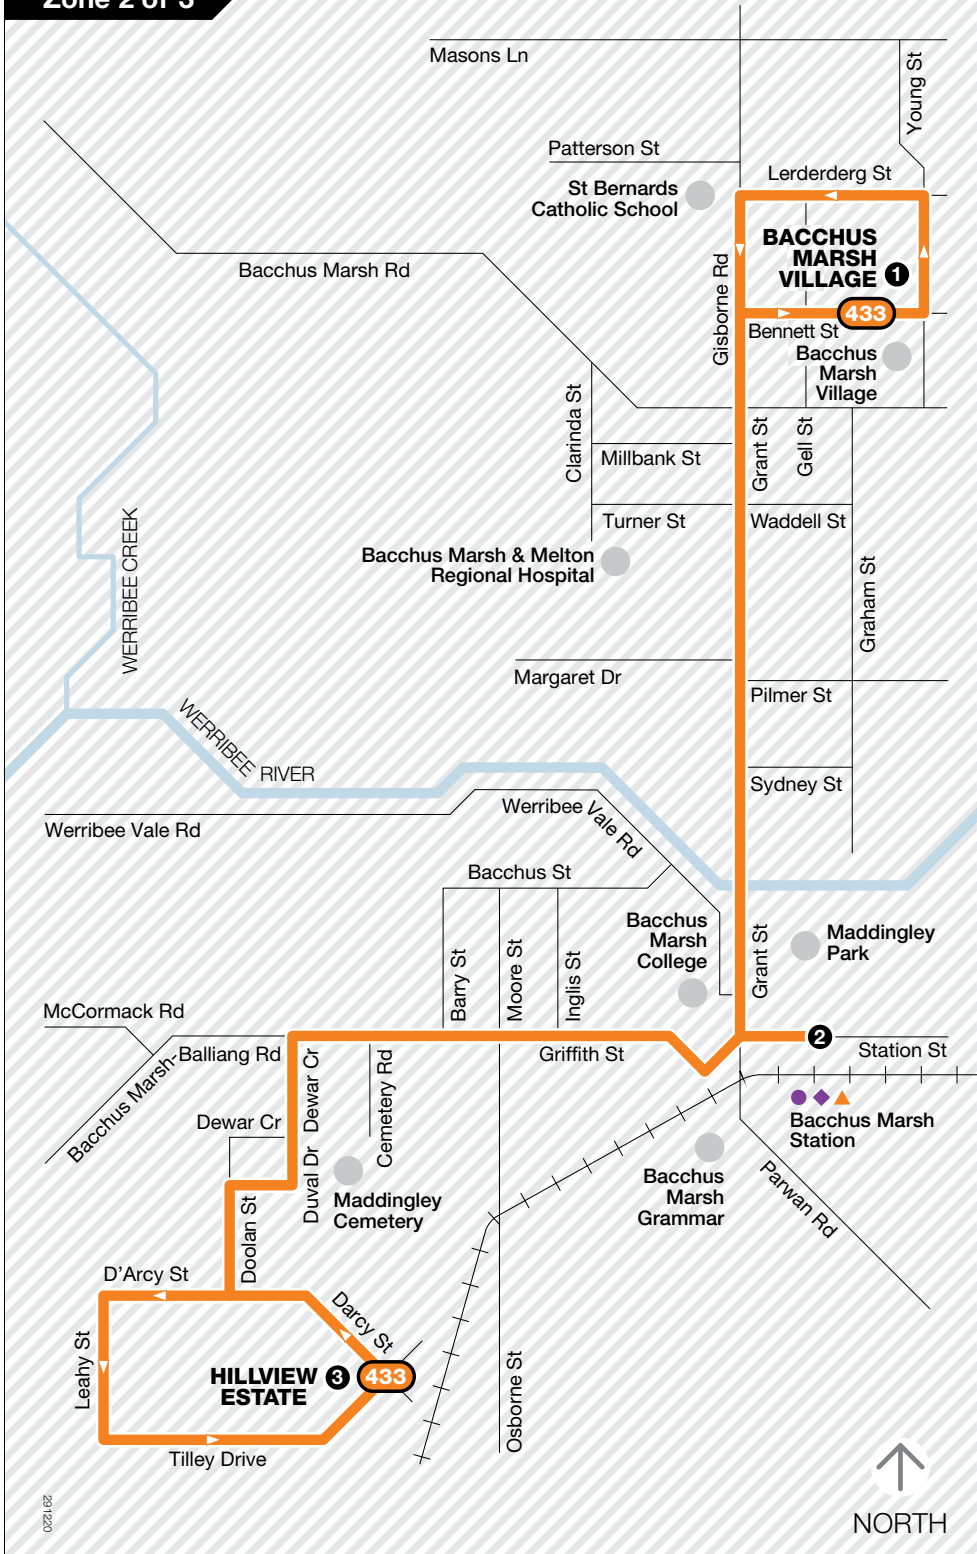 Zone 2 or 3
Masons Ln
Young St
Patterson St
Lerderderg St
St Bernards
Catholic School
BACCHUS
MARSH
VILLAGE
1
Bacchus Marsh Rd
Gisborne Rd
433
Bennett St
Bacchus
Marsh
Village
Clarinda St
Grant St
Gell St
Millbank St
Turner St
Waddell St
WERRIBEE CREEK
Bacchus Marsh & Melton
Regional Hospital
Graham St
Margaret Dr
Pilmer St
WERRIBEE RIVER
Sydney St
Werribee Vale Rd
Werribee Vale Rd
Bacchus St
Bacchus
Marsh
College
Grant St
Maddingley
Park
Barry St
Moore St
Inglis St
McCormack Rd
Bacchus Marsh-Balliang Rd
Dewar Cr
Cemetery Rd
Griffith St
2
Station St
Dewar Cr
Duval Dr
Bacchus Marsh
Station
Maddingley
Cemetery
Bacchus
Marsh
Grammar
Parwan Rd
Doolan St
D'Arcy St
Darcy St
Leahy St
HILLVIEW
ESTATE
3
433
Osborne St
Tilley Drive
291220
NORTH